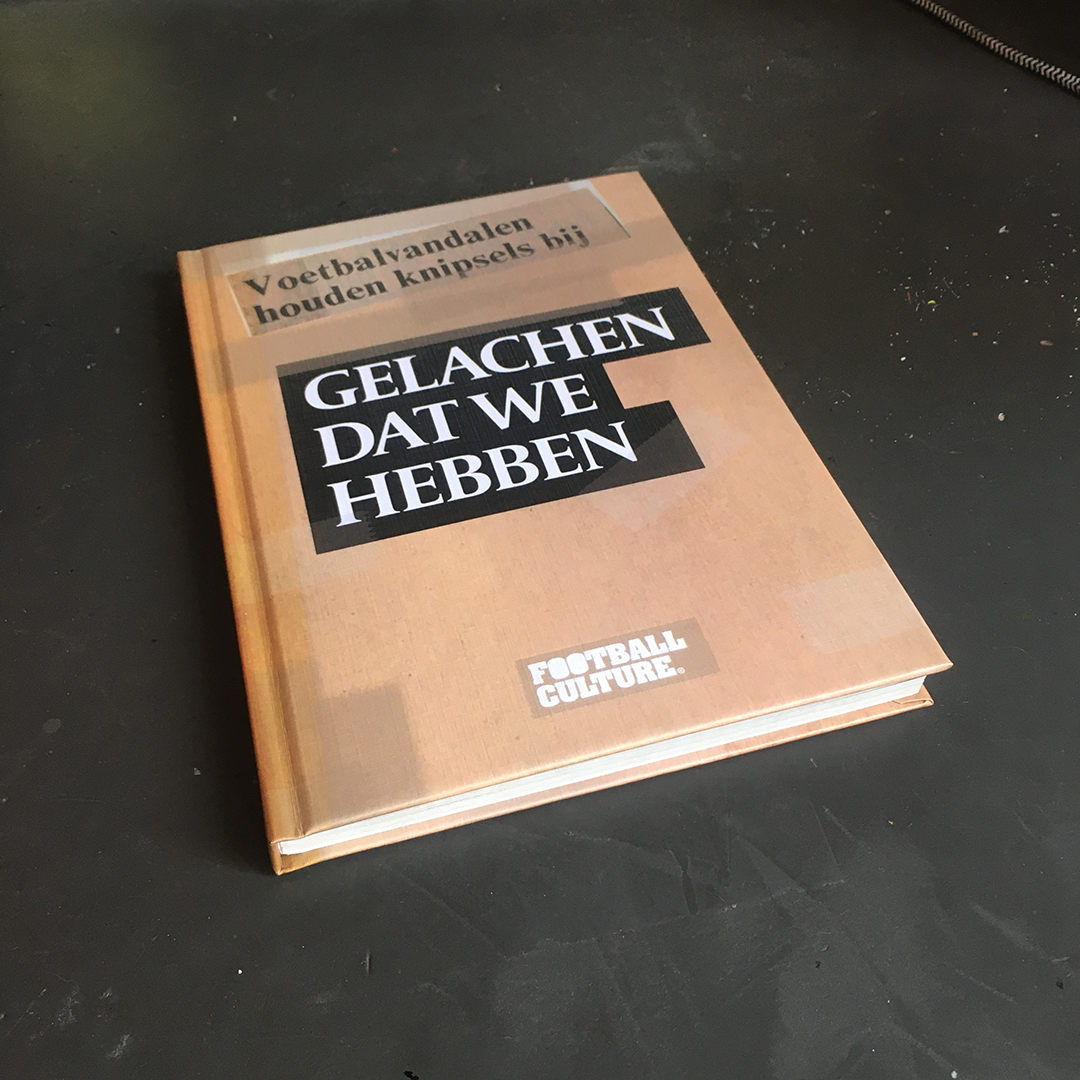 Voetbalvandalen
houden knipsels bij
GELACHEN
DAT WE
HEBBEN
FOOTBALL
CULTURE®